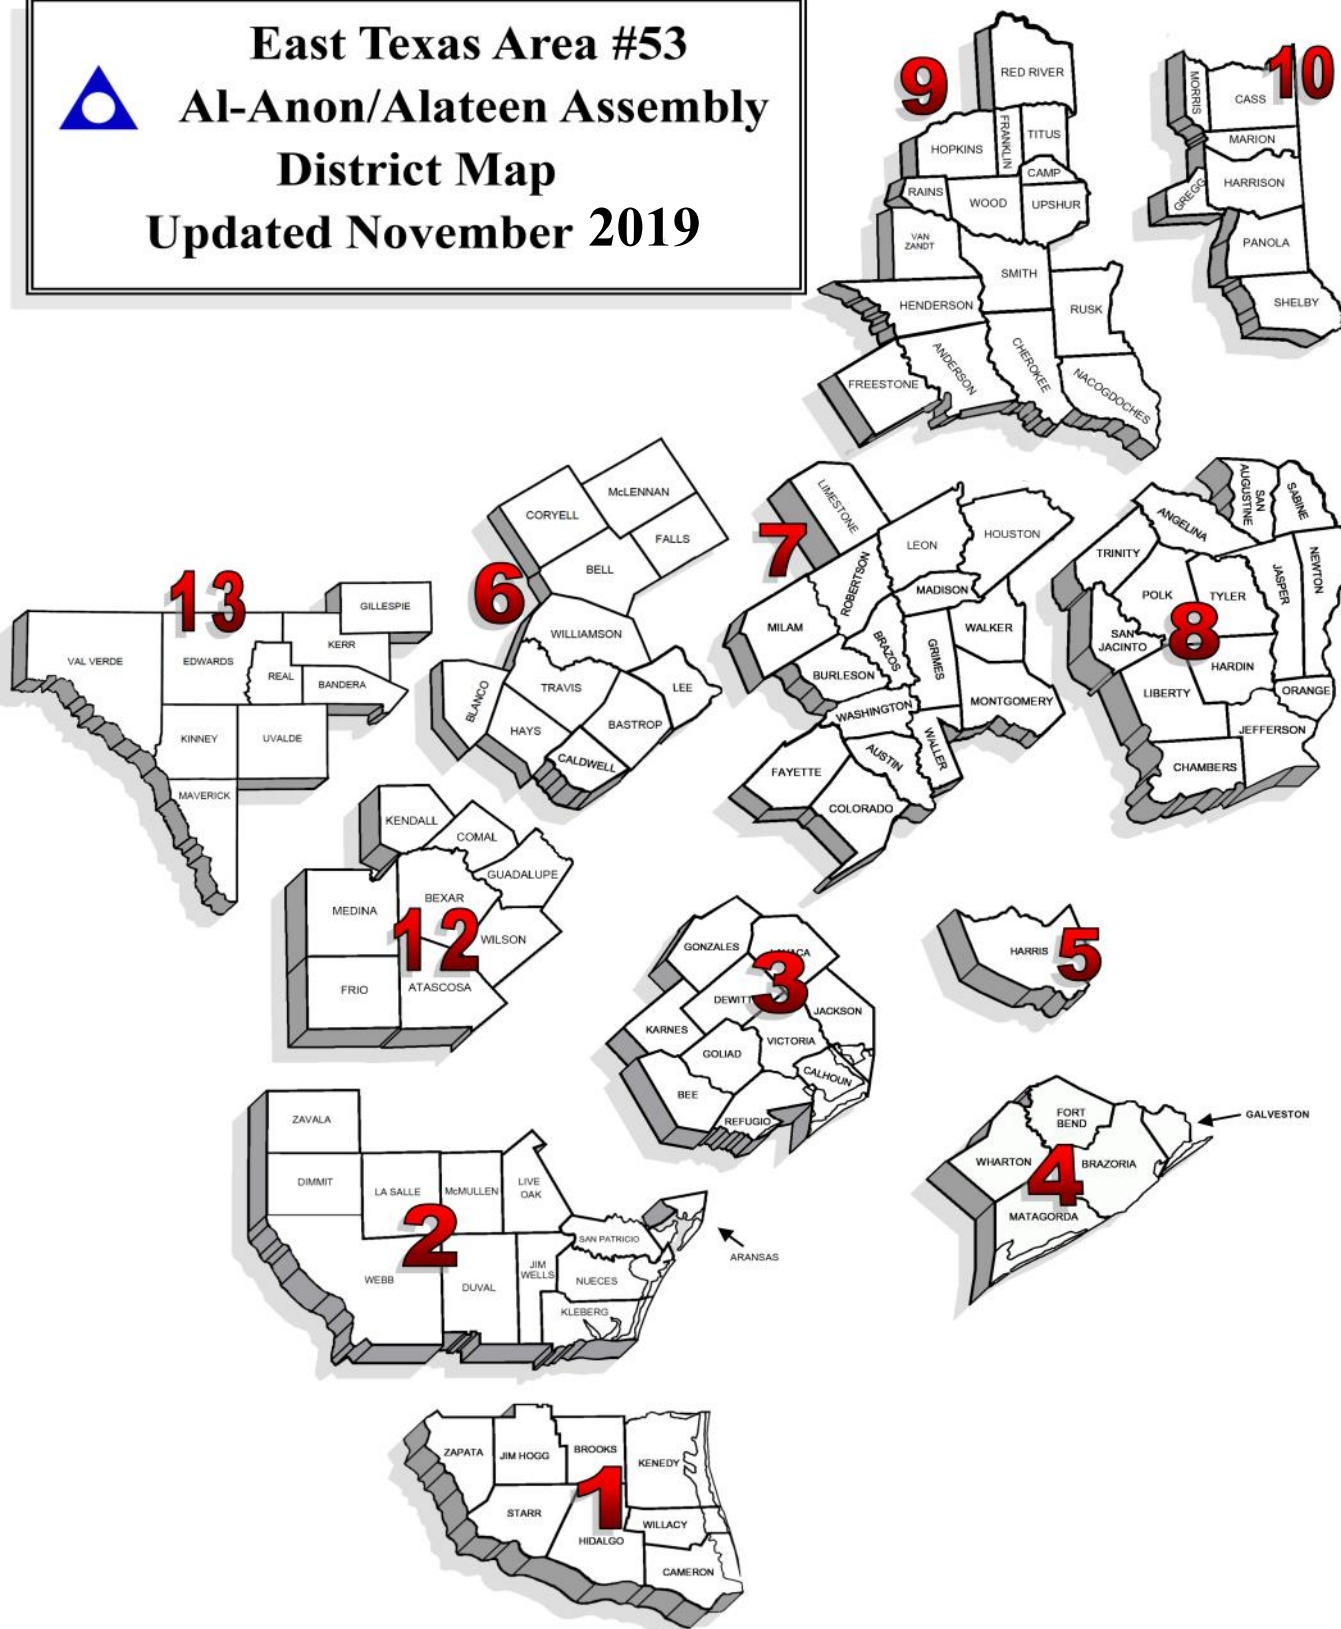 East Texas Area #53
Al-Anon/Alateen Assembly
District Map
Updated November 2019
9
RED RIVER
HOPKINS
FRANKLIN
TITUS
CAMP
RAINS
WOOD
UPSHUR
VAN
ZANDT
SMITH
HENDERSON
RUSK
ANDERSON
CHEROKEE
FREESTONE
NACOGDOCHES
10
MORRIS
CASS
MARION
HARRISON
GREGG
PANOLA
SHELBY
13
GILLESPIE
KERR
VAL VERDE
EDWARDS
REAL
BANDERA
KINNEY
UVALDE
MAVERICK
6
McLENNAN
CORYELL
FALLS
BELL
WILLIAMSON
TRAVIS
LEE
BLANCO
HAYS
BASTROP
CALDWELL
7
LIMESTONE
LEON
HOUSTON
ROBERTSON
MADISON
MILAM
BRAZOS
GRIMES
WALKER
BURLESON
WASHINGTON
MONTGOMERY
WALLER
AUSTIN
FAYETTE
COLORADO
8
SAN
AUGUSTINE
SABINE
ANGELINA
TRINITY
POLK
TYLER
JASPER
NEWTON
SAN
JACINTO
HARDIN
LIBERTY
ORANGE
JEFFERSON
CHAMBERS
12
KENDALL
COMAL
GUADALUPE
BEXAR
MEDINA
WILSON
FRIO
ATASCOSA
3
GONZALES
LAVACA
DEWITT
JACKSON
KARNES
VICTORIA
GOLIAD
CALHOUN
BEE
REFUGIO
5
HARRIS
4
GALVESTON
FORT
BEND
WHARTON
BRAZORIA
MATAGORDA
2
ZAVALA
DIMMIT
LA SALLE
McMULLEN
LIVE
OAK
SAN PATRICIO
ARANSAS
WEBB
DUVAL
JIM
WELLS
NUECES
KLEBERG
1
ZAPATA
JIM HOGG
BROOKS
KENEDY
STARR
HIDALGO
WILLACY
CAMERON